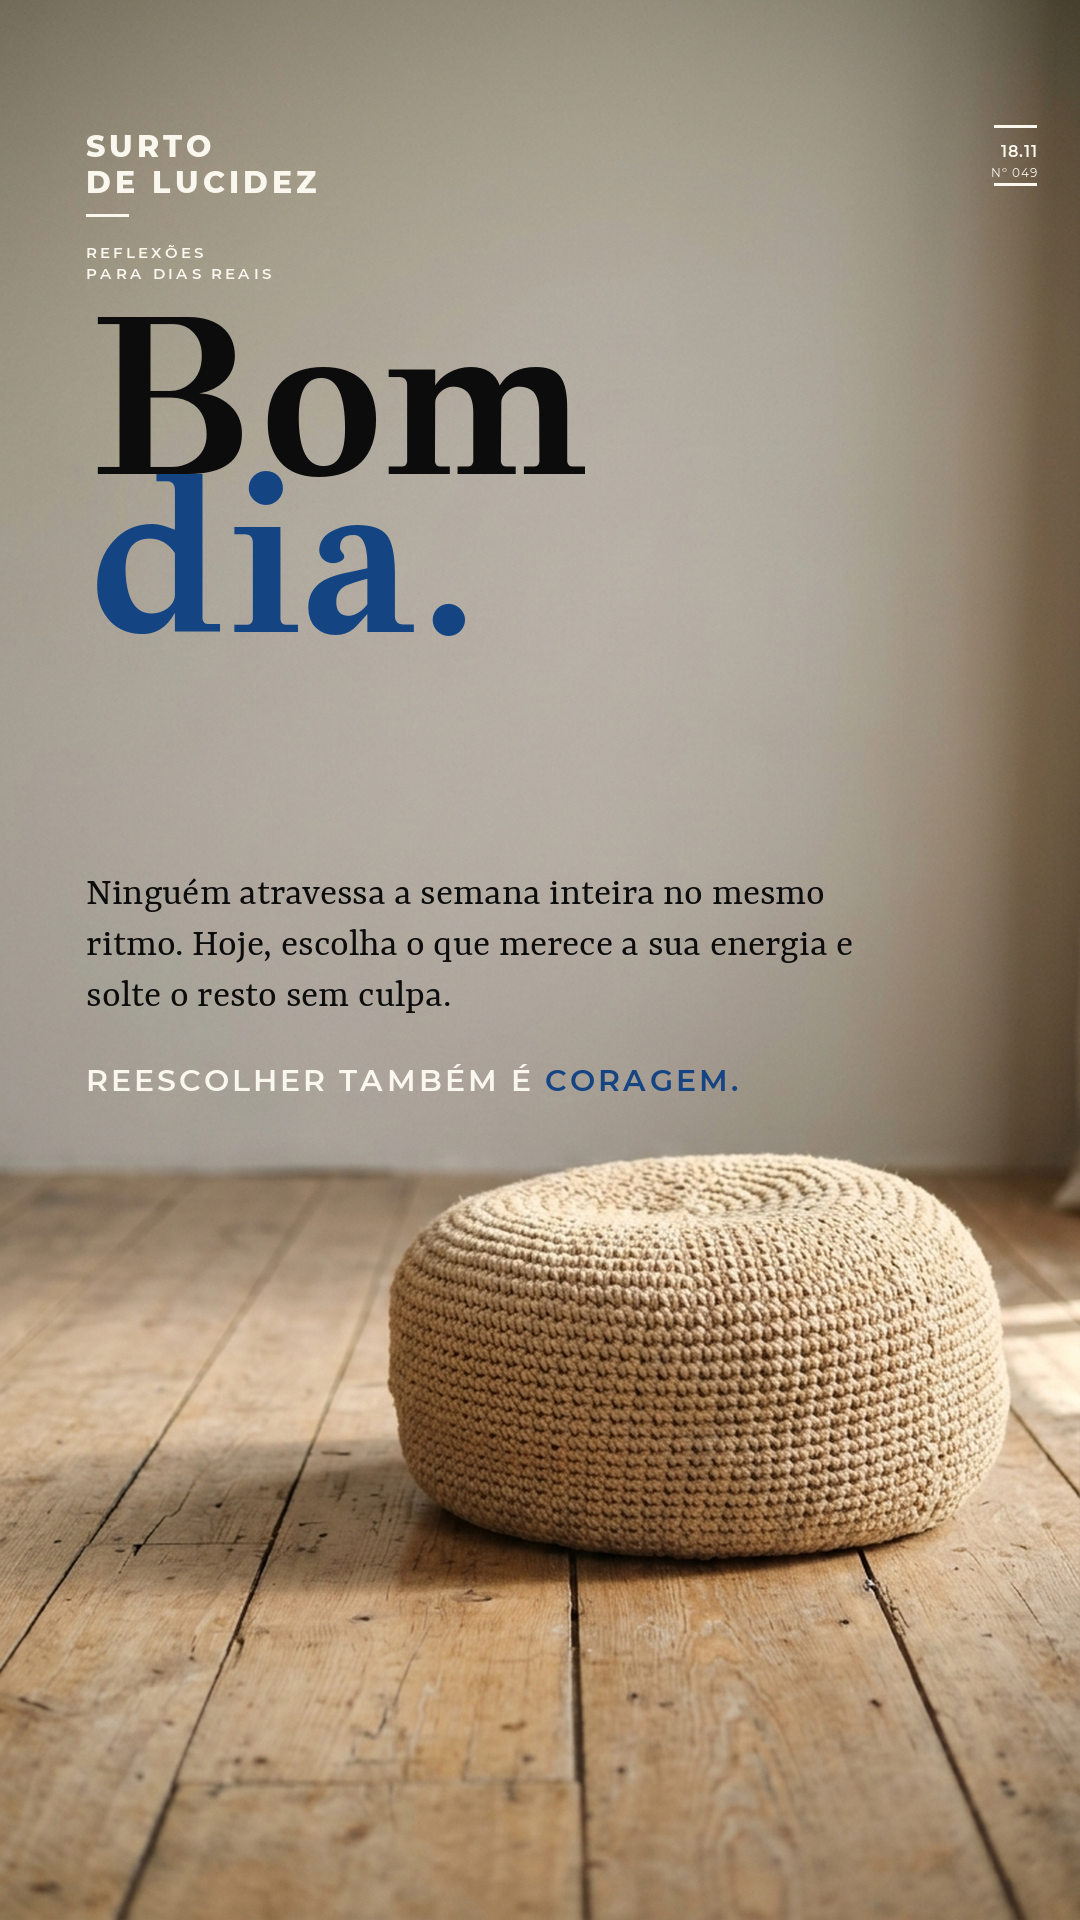 SURTO
DE LUCIDEZ
REFLEXÕES
PARA DIAS REAIS
18.11
Nº 049
Bom
dia.
Ninguém atravessa a semana inteira no mesmo
ritmo. Hoje, escolha o que merece a sua energia e
solte o resto sem culpa.
REESCOLHER TAMBÉM É CORAGEM.